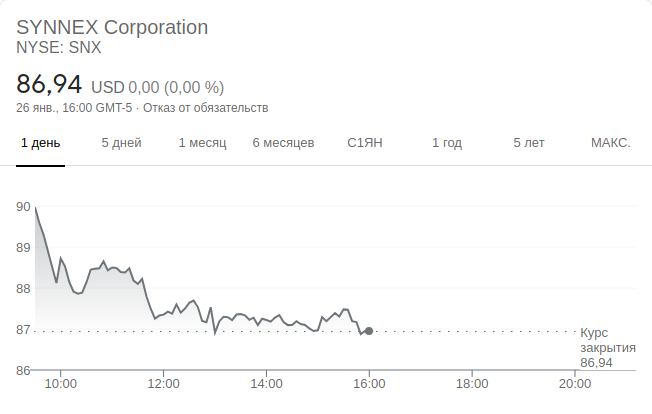 SYNNEX Corporation
NYSE: SNX
86,94 USD 0,00 (0,00 %)
26 янв., 16:00 GMT-5 · Отказ от обязательств
1 день 5 дней 1 месяц 6 месяцев С1ЯН 1 год 5 лет МАКС.
90
89
88
87
86
Курс
закрытия
86,94
10:00 12:00 14:00 16:00 18:00 20:00